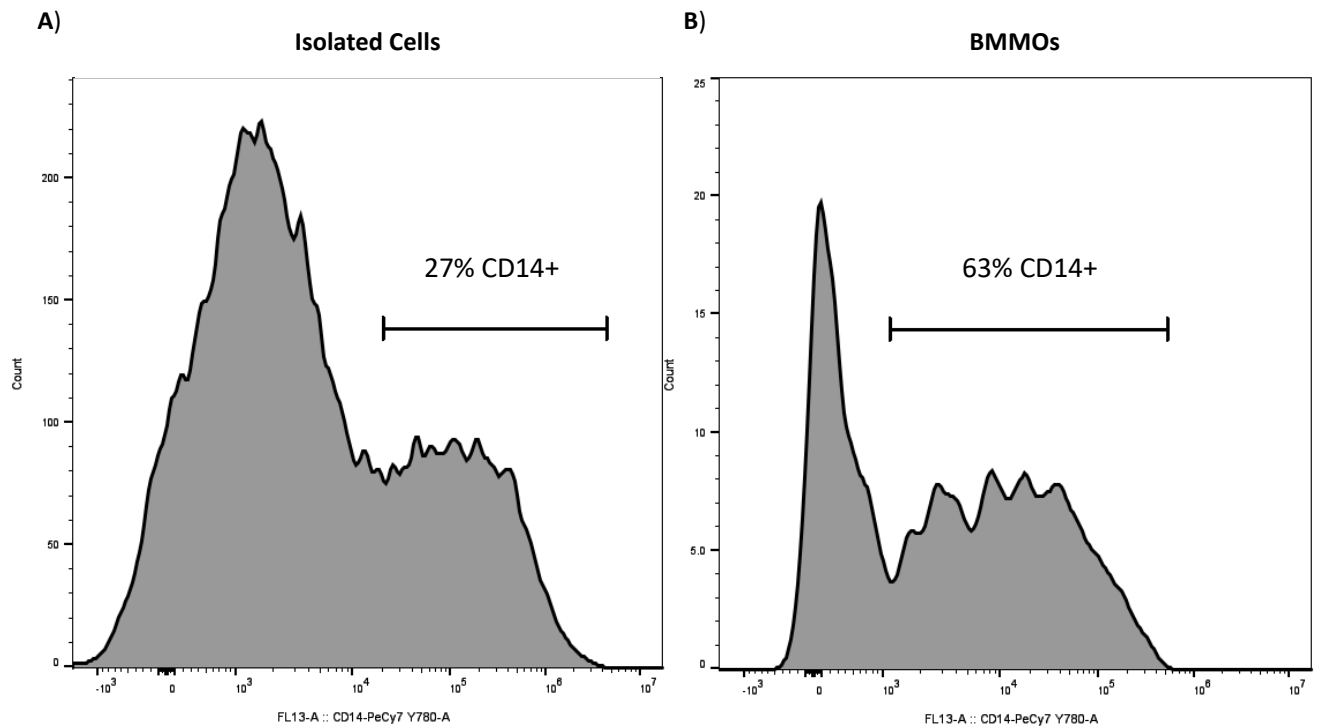 A)
Isolated Cells
27% CD14+
200
150
100
50
0
Count
-10³ 0 10³ 10⁴ 10⁵ 10⁶ 10⁷
FL13-A :: CD14-PeCy7 Y780-A
B)
BMMOs
63% CD14+
25
20
15
10
5.0
0
Count
-10³ 0 10³ 10⁴ 10⁵ 10⁶ 10⁷
FL13-A :: CD14-PeCy7 Y780-A